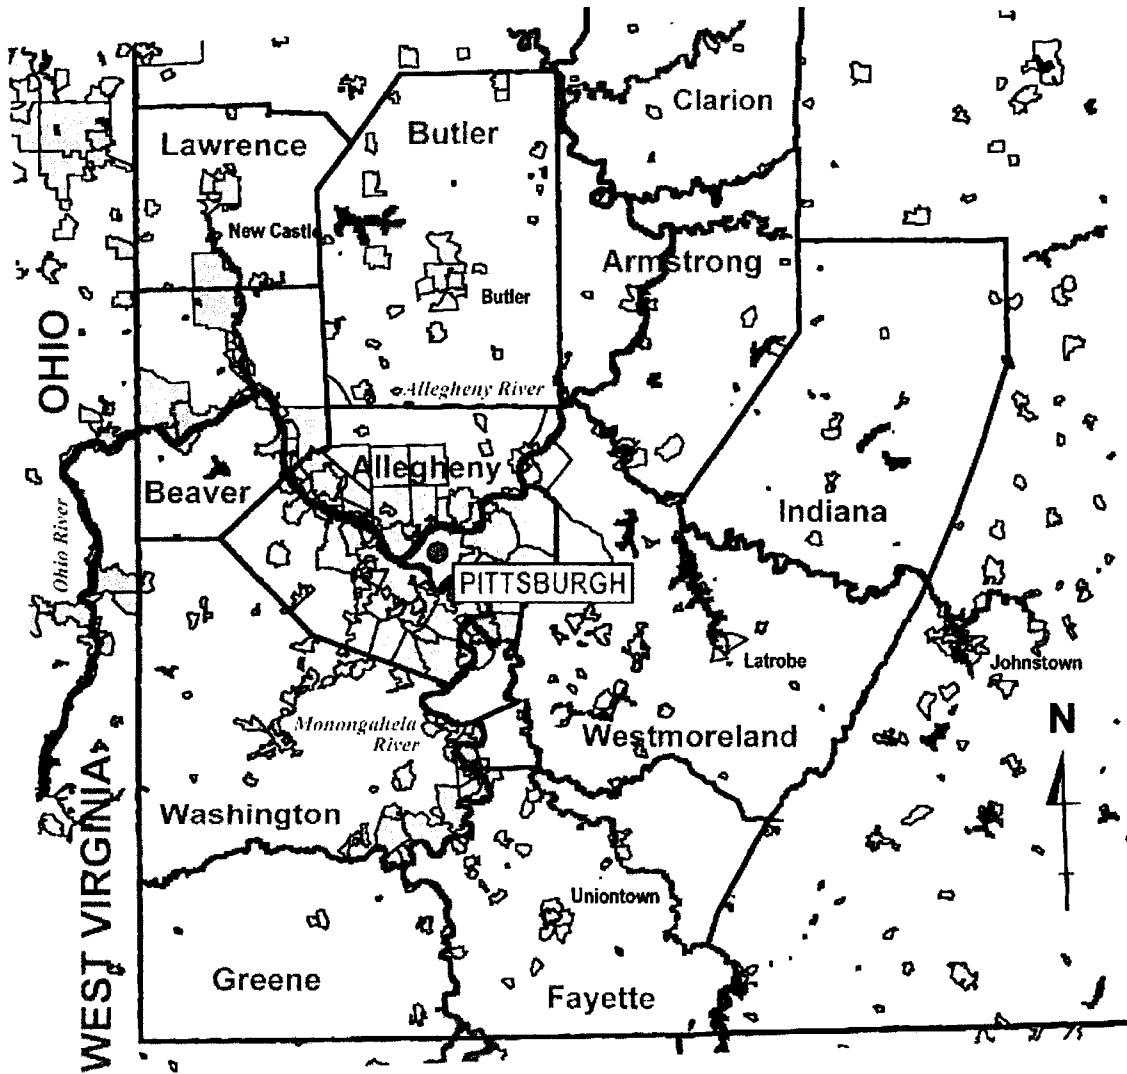 Clarion
Butler
Lawrence
New Castle
Armstrong
Butler
OHIO
Allegheny River
Allegheny
Beaver
Indiana
Ohio River
PITTSBURGH
Latrobe
Johnstown
N
Monongahela
River
Westmoreland
Washington
WEST VIRGINIA
Uniontown
Greene
Fayette